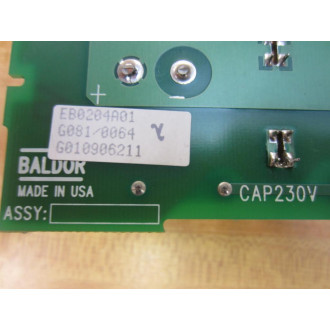 +
EB0204A01
G081/0064
G010906211
BALDOR
MADE IN USA
ASSY:
CAP230V